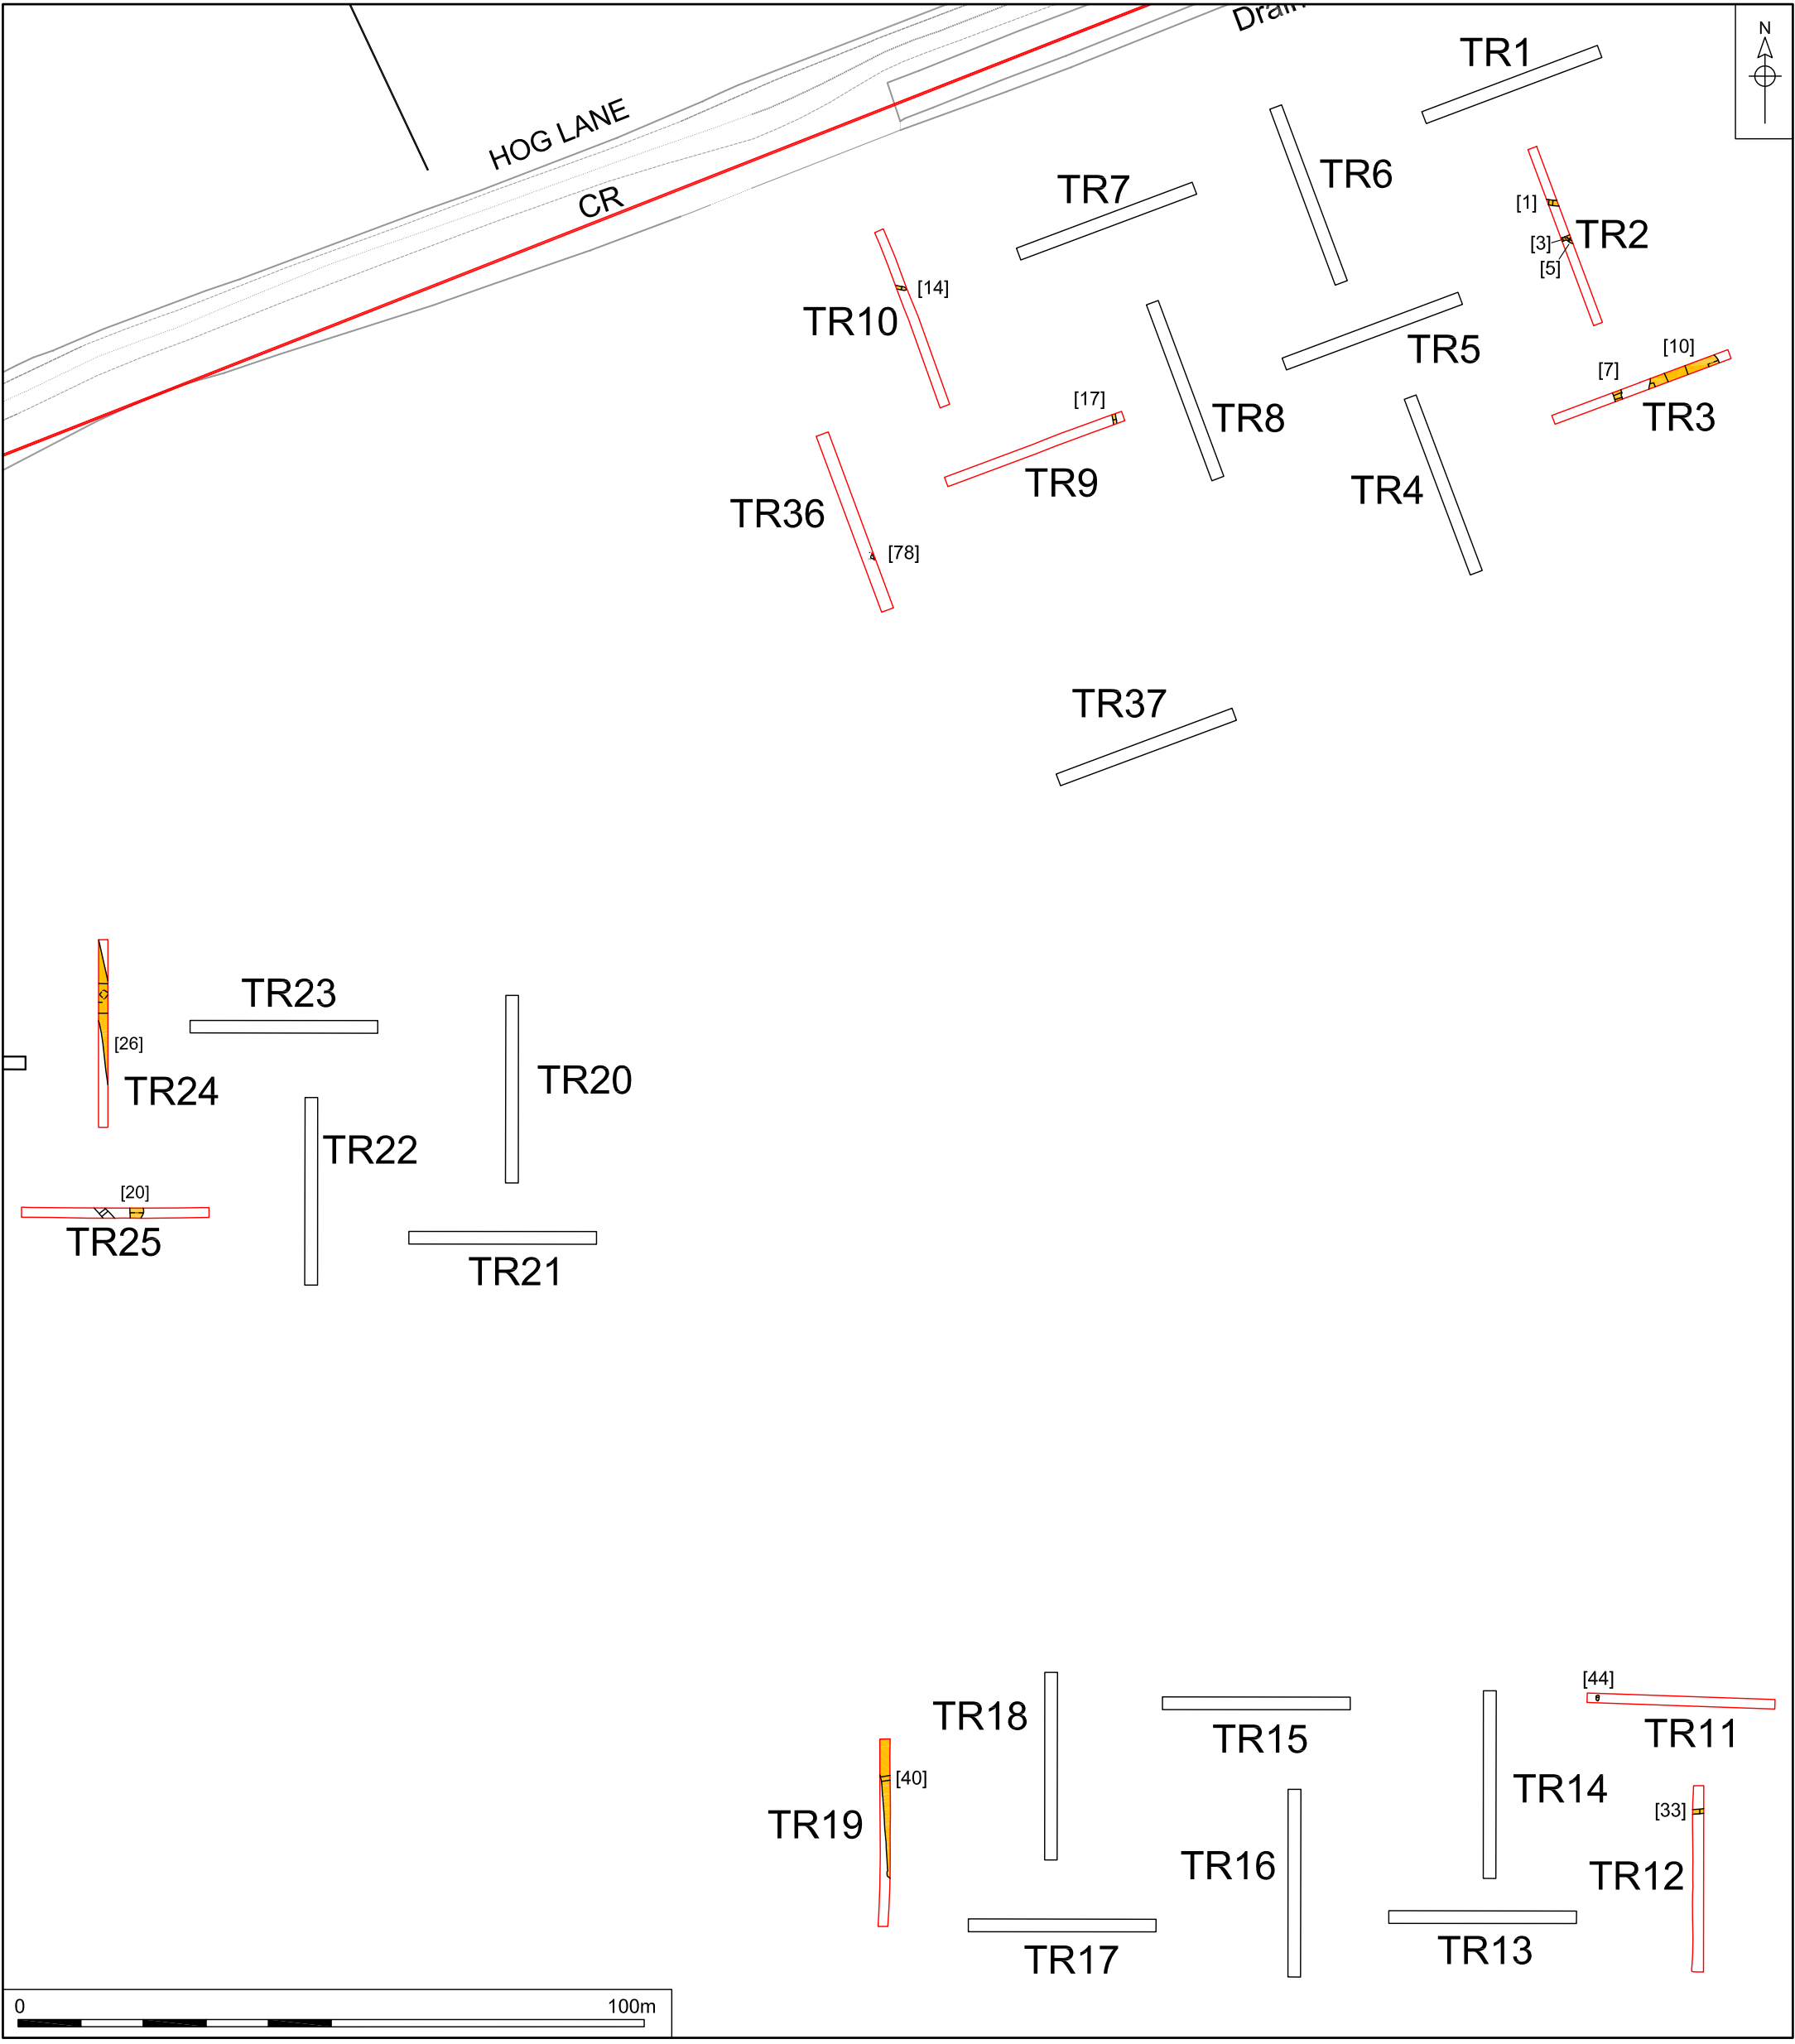 Drain
N
TR1
HOG LANE
TR6
TR7
CR
[1]
TR2
[3]
[5]
[14]
TR10
TR5
[10]
[7]
[17]
TR8
TR3
TR9
TR4
TR36
[78]
TR37
TR23
[26]
TR20
TR24
TR22
[20]
TR25
TR21
[44]
TR18
TR15
TR11
[40]
TR14
[33]
TR19
TR16
TR12
TR17
TR13
0 100m